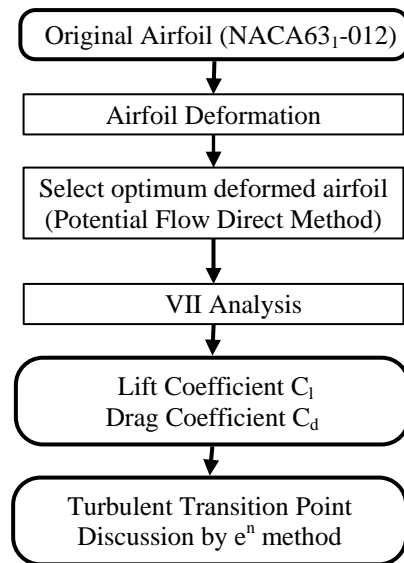 Original Airfoil (NACA63₁-012)
Airfoil Deformation
Select optimum deformed airfoil
(Potential Flow Direct Method)
VII Analysis
Lift Coefficient Cₗ
Drag Coefficient C_d
Turbulent Transition Point
Discussion by eⁿ method